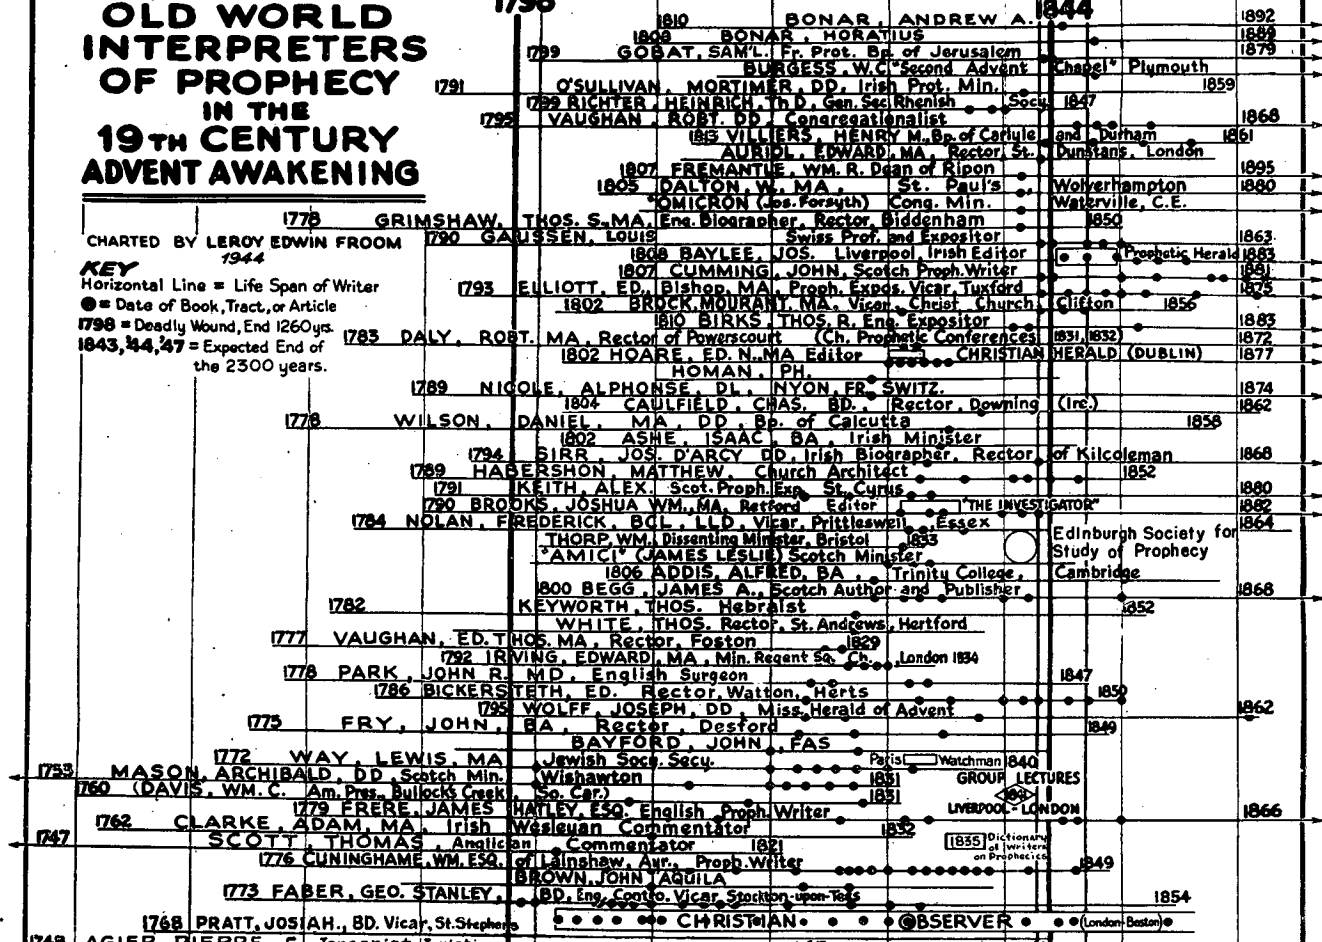 1798
1844
OLD WORLD
INTERPRETERS
OF PROPHECY
IN THE
19TH CENTURY
ADVENT AWAKENING
CHARTED BY LEROY EDWIN FROOM
1944
KEY
Horizontal Line = Life Span of Writer
= Date of Book, Tract, or Article
1798 = Deadly Wound, End 1260 yrs.
1843, '44, '47 = Expected End of
the 2300 years.
1810 BONAR, ANDREW A. 1892
1808 BONAR, HORATIUS 1889
1799 GOBAT, SAM'L. Fr. Prot. Bp. of Jerusalem 1879
BURGESS, W.C. "Second Advent Chapel" Plymouth
1791 O'SULLIVAN, MORTIMER, DD, Irish Prot. Min. 1859
1799 RICHTER, HEINRICH, Th D, Gen. Sec. Rhenish Socy. 1847
1795 VAUGHAN, ROBT. DD Congregationalist 1868
1813 VILLIERS, HENRY M., Bp. of Carlyle and Durham 1861
AURIOL, EDWARD, MA, Rector, St. Dunstans, London
1807 FREMANTLE, WM. R. Dean of Ripon 1895
1805 DALTON, W. MA, St. Paul's Wolverhampton 1880
"OMICRON (Jos. Forsyth) Cong. Min. Waterville, C.E.
1778 GRIMSHAW, THOS. S., MA, Eng. Biographer, Rector, Biddenham 1850
1790 GAUSSEN, LOUIS Swiss Prof. and Expositor 1863
1808 BAYLEE, JOS. Liverpool, Irish Editor Prophetic Herald 1883
1807 CUMMING, JOHN, Scotch Proph. Writer 1881
1793 ELLIOTT, ED. Bishop, MA, Proph. Expos. Vicar, Tuxford 1875
1802 BROCK, MOURANT, MA, Vicar, Christ Church, Clifton 1856
1810 BIRKS, THOS. R. Eng. Expositor 1883
1783 DALY, ROBT. MA, Rector of Powerscourt (Ch. Prophetic Conferences 1831, 1832) 1872
1802 HOARE, ED. N., MA Editor CHRISTIAN HERALD (DUBLIN) 1877
HOMAN, PH.
1789 NICOLE, ALPHONSE, DL, NYON, FR. SWITZ. 1874
1804 CAULFIELD, CHAS. BD., Rector, Downing (Ire.) 1862
1778 WILSON, DANIEL, MA, DD, Bp. of Calcutta 1858
1802 ASHE, ISAAC, BA, Irish Minister
1794 SIRR, JOS. D'ARCY DD, Irish Biographer, Rector of Kilcoleman 1868
1789 HABERSHON, MATTHEW, Church Architect 1852
1791 KEITH, ALEX. Scot. Proph. Exp. St. Cyrus 1880
1790 BROOKS, JOSHUA WM., MA, Retford Editor "THE INVESTIGATOR" 1882
1784 NOLAN, FREDERICK, BCL, LLD, Vicar, Prittleswell, Essex 1864
THORP, WM. Dissenting Minister, Bristol 1833
Edinburgh Society for
Study of Prophecy
"AMICI" (JAMES LESLIE) Scotch Minister
1806 ADDIS, ALFRED, BA, Trinity College, Cambridge
1800 BEGG, JAMES A., Scotch Author and Publisher 1868
1782 KEYWORTH, THOS. Hebraist 1852
WHITE, THOS. Rector, St. Andrews, Hertford
1777 VAUGHAN, ED. THOS. MA, Rector, Foston 1829
1792 IRVING, EDWARD, MA, Min. Regent Sq. Ch., London 1834
1778 PARK, JOHN R. MD, English Surgeon 1847
1786 BICKERSTETH, ED. Rector, Watton, Herts 1850
1795 WOLFF, JOSEPH, DD, Miss. Herald of Advent 1862
1775 FRY, JOHN, BA Rector, Desford 1849
BAYFORD, JOHN, FAS
1772 WAY, LEWIS, MA Jewish Socy. Secy. Paris Watchman 1840
1753 MASON, ARCHIBALD, DD, Scotch Min. Wishawton 1831
GROUP LECTURES
1841
LIVERPOOL - LONDON
1760 (DAVIS, WM. C. Am. Pres., Bullock's Creek, So. Car.) 1831
1779 FRERE, JAMES HATLEY, ESQ. English Proph. Writer 1866
1762 CLARKE, ADAM, MA, Irish Wesleyan Commentator 1832
1747 SCOTT, THOMAS, Anglican Commentator 1821
1835 Dictionary
of Writers
on Prophecies
1776 CUNINGHAME, WM. ESQ. of Lainshaw, Ayr., Proph. Writer 1849
BROWN, JOHN AQUILA
1773 FABER, GEO. STANLEY, BD, Eng. Contro. Vicar, Stockton-upon-Tees 1854
1768 PRATT, JOSIAH, BD. Vicar, St. Stephens CHRISTIAN OBSERVER (London-Boston)
AGIER PIERRE